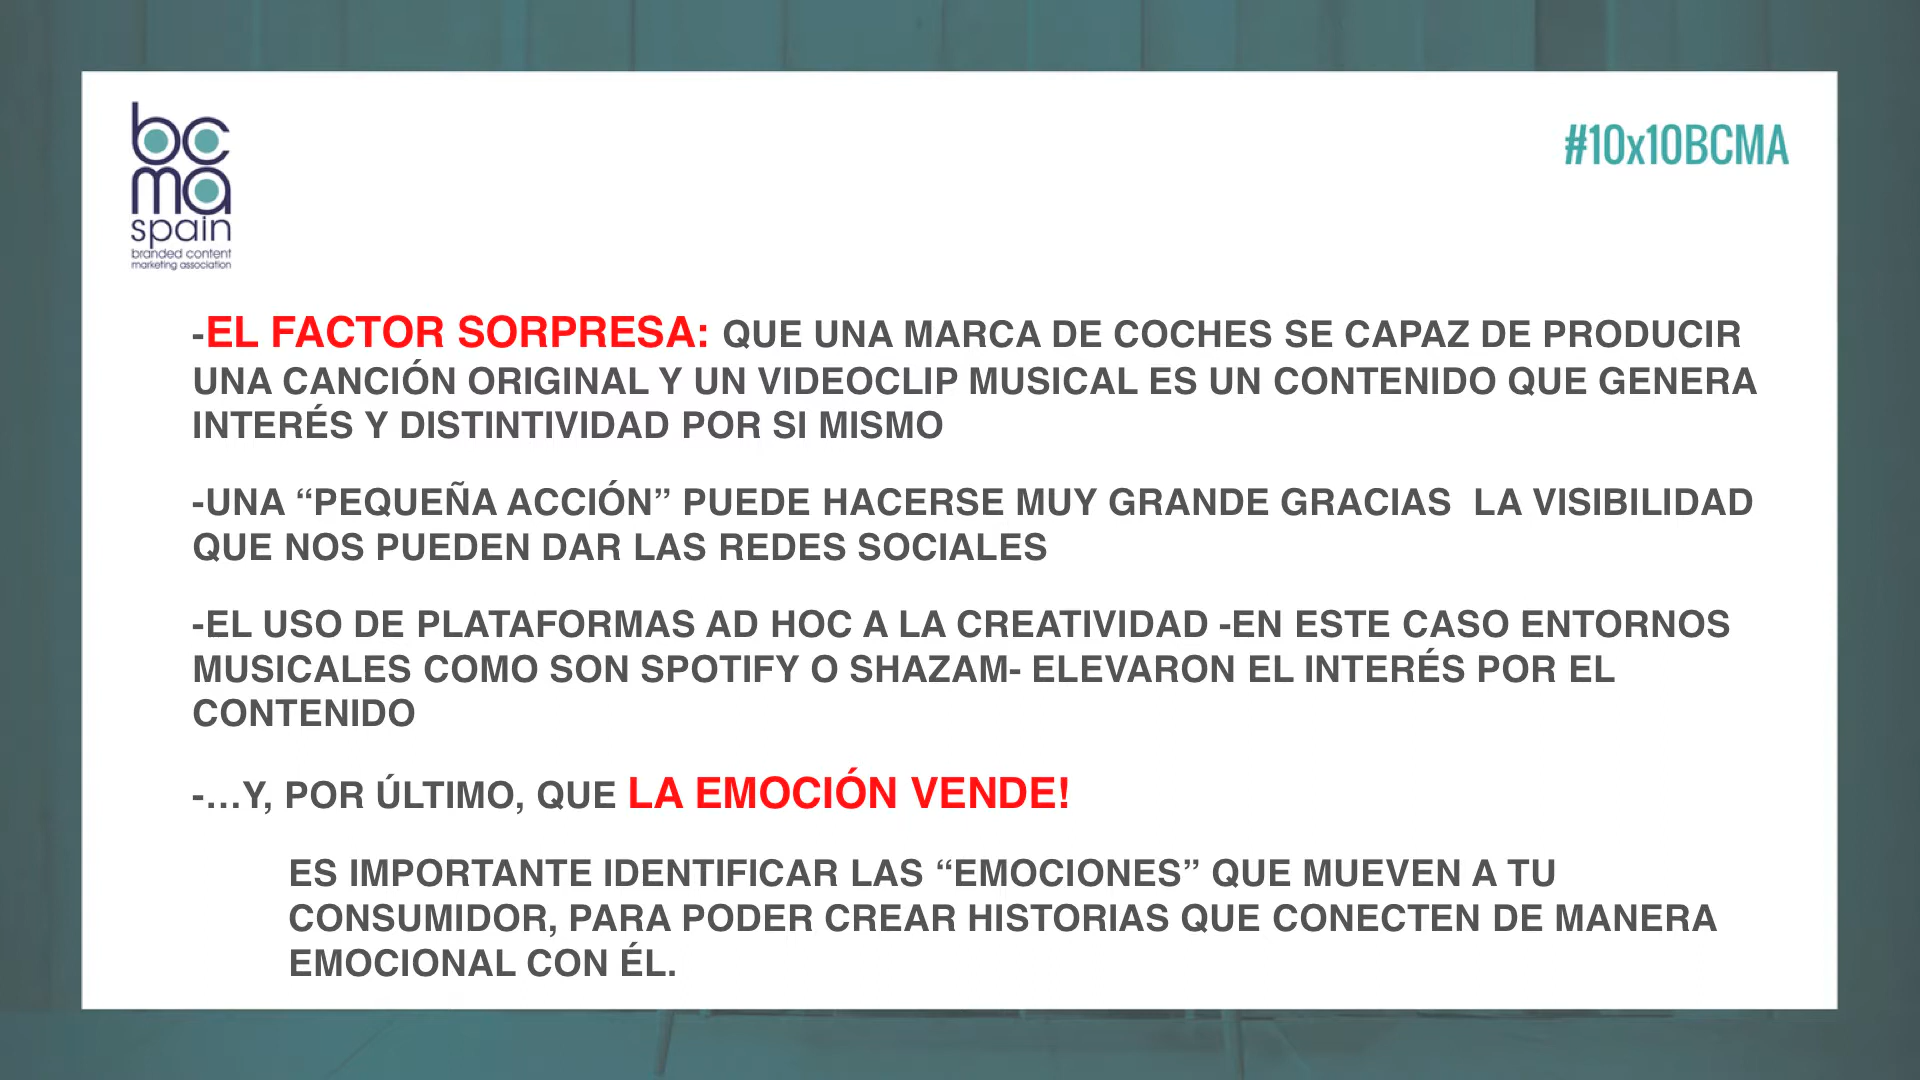 bc
ma
spain
branded content
marketing association
#10x10BCMA
-EL FACTOR SORPRESA: QUE UNA MARCA DE COCHES SE CAPAZ DE PRODUCIR
UNA CANCIÓN ORIGINAL Y UN VIDEOCLIP MUSICAL ES UN CONTENIDO QUE GENERA
INTERÉS Y DISTINTIVIDAD POR SI MISMO
-UNA “PEQUEÑA ACCIÓN” PUEDE HACERSE MUY GRANDE GRACIAS  LA VISIBILIDAD
QUE NOS PUEDEN DAR LAS REDES SOCIALES
-EL USO DE PLATAFORMAS AD HOC A LA CREATIVIDAD -EN ESTE CASO ENTORNOS
MUSICALES COMO SON SPOTIFY O SHAZAM- ELEVARON EL INTERÉS POR EL
CONTENIDO
-…Y, POR ÚLTIMO, QUE LA EMOCIÓN VENDE!
ES IMPORTANTE IDENTIFICAR LAS “EMOCIONES” QUE MUEVEN A TU
CONSUMIDOR, PARA PODER CREAR HISTORIAS QUE CONECTEN DE MANERA
EMOCIONAL CON ÉL.